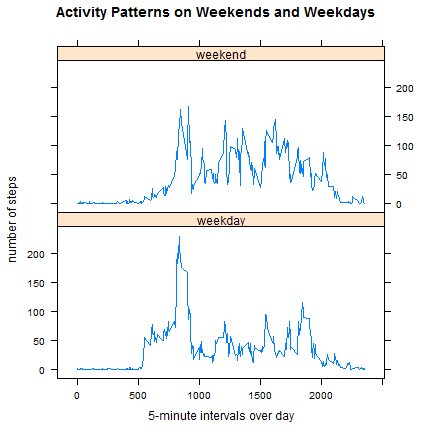 Activity Patterns on Weekends and Weekdays
weekend
200
150
100
50
0
weekday
200
150
100
50
0
number of steps
0 500 1000 1500 2000
5-minute intervals over day